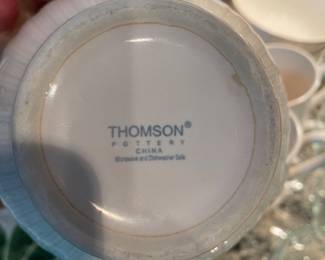 THOMSON®
POTTERY
CHINA
Microwave and Dishwasher Safe